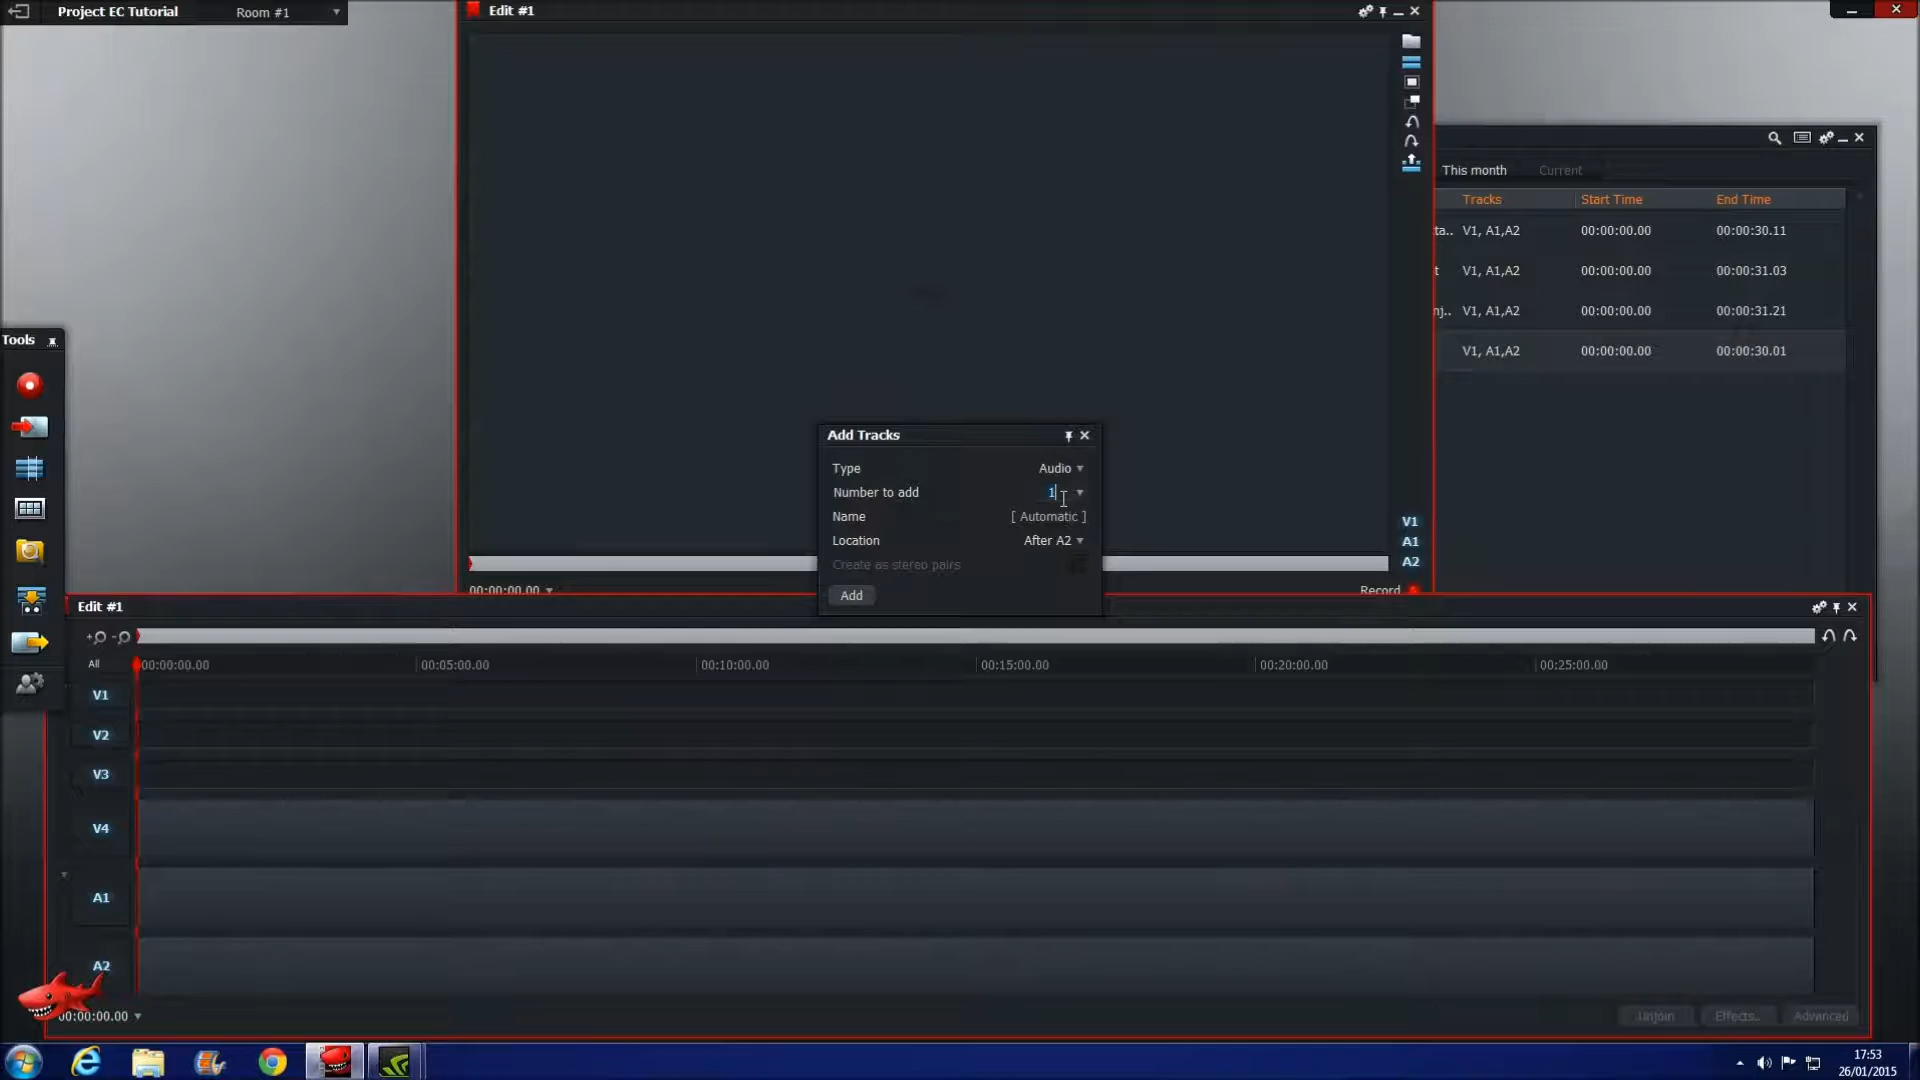 Project EC Tutorial
Room #1
Edit #1
This month
Current
Tracks
Start Time
End Time
ta.. V1, A1,A2 00:00:00.00 00:00:30.11
t V1, A1,A2 00:00:00.00 00:00:31.03
nj.. V1, A1,A2 00:00:00.00 00:00:31.21
V1, A1,A2 00:00:00.00 00:00:30.01
Tools
Add Tracks
Type Audio
Number to add 1
Name [ Automatic ]
Location After A2
Create as stereo pairs
Add
V1
A1
A2
00:00:00.00
Record
Edit #1
All
00:00:00.00 00:05:00.00 00:10:00.00 00:15:00.00 00:20:00.00 00:25:00.00
V1
V2
V3
V4
A1
A2
00:00:00.00
Unjoin Effects.. Advanced
17:53
26/01/2015